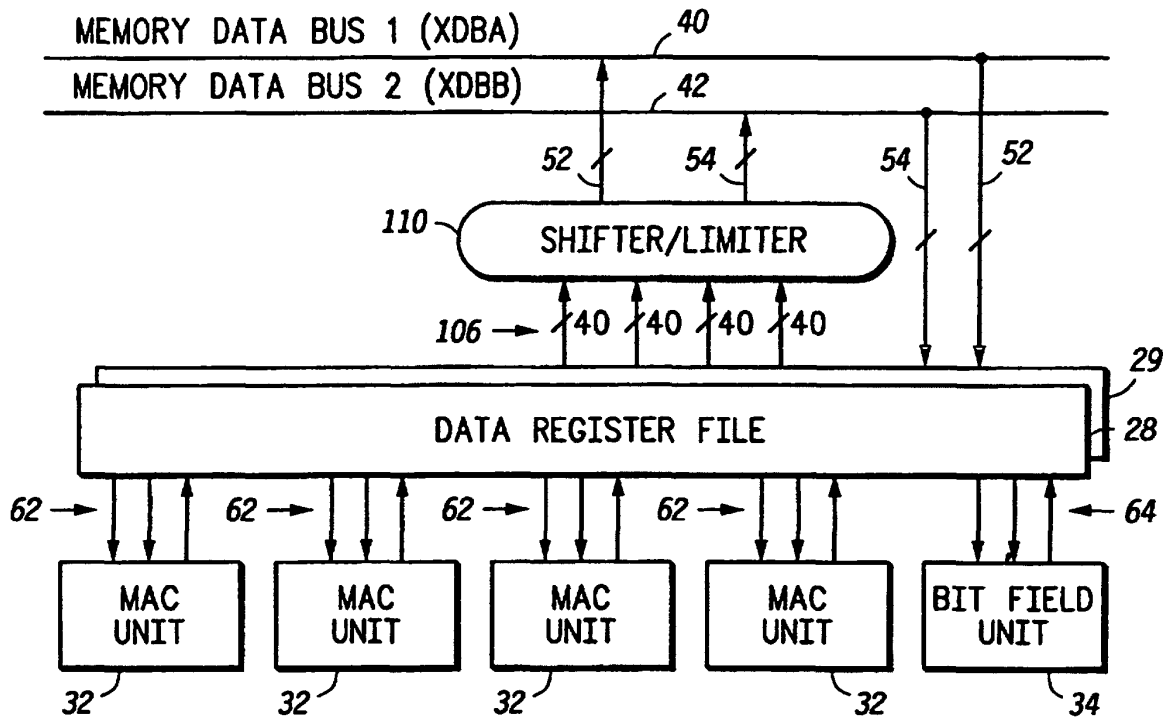 MEMORY DATA BUS 1 (XDBA)
40
MEMORY DATA BUS 2 (XDBB)
42
52
54
54
52
110
SHIFTER/LIMITER
106
40
40
40
40
29
DATA REGISTER FILE
28
62
62
62
62
64
MAC
UNIT
MAC
UNIT
MAC
UNIT
MAC
UNIT
BIT FIELD
UNIT
32
32
32
32
34